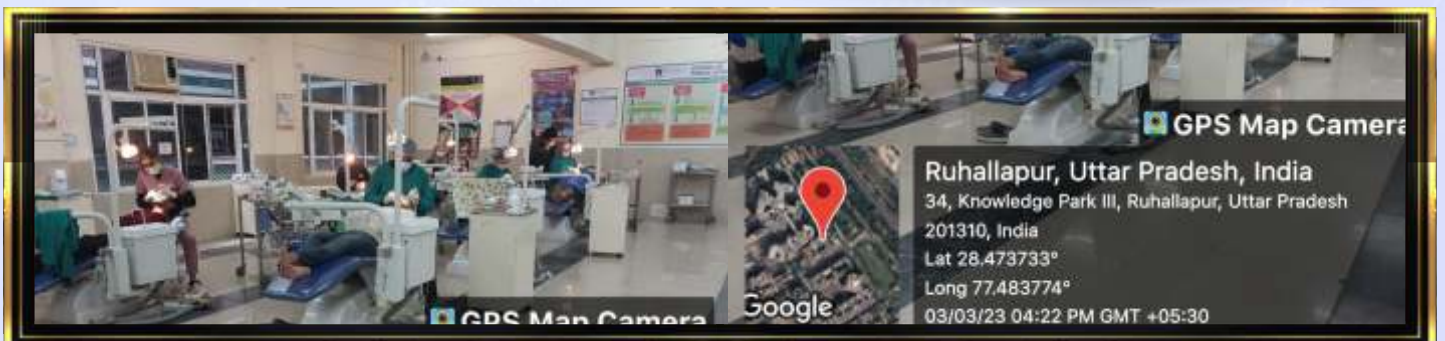 GPS Map Camera
GPS Map Camera
Ruhallapur, Uttar Pradesh, India
34, Knowledge Park III, Ruhallapur, Uttar Pradesh
201310, India
Lat 28.473733°
Long 77.483774°
03/03/23 04:22 PM GMT +05:30
Google